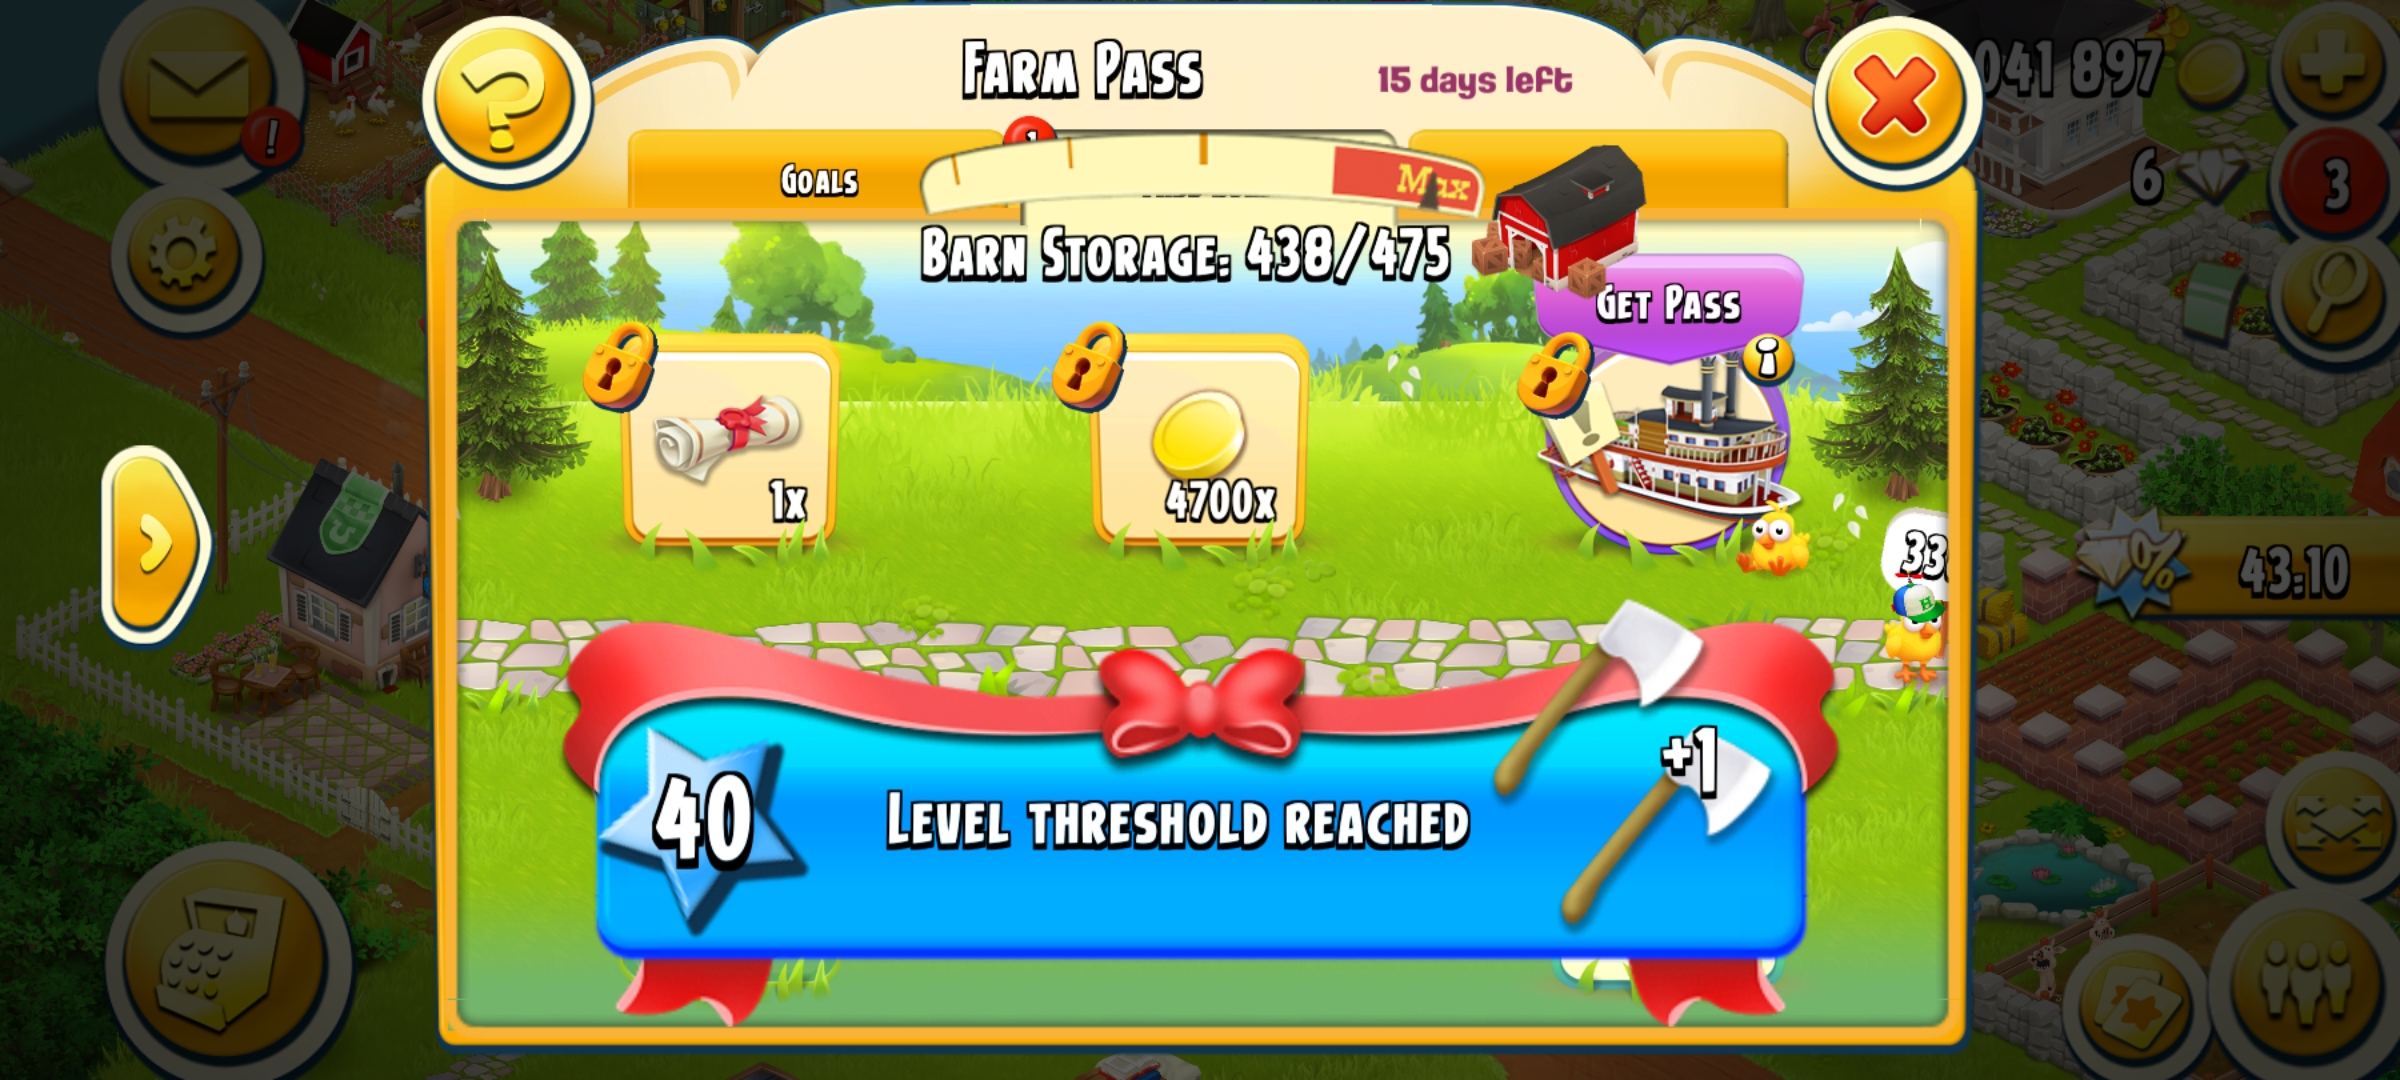 FARM PASS
15 days left
041 897
!
GOALS
Max
6
3
BARN STORAGE: 438/475
GET PASS
i
1x
4700x
33
%
43:10
+1
40
LEVEL THRESHOLD REACHED